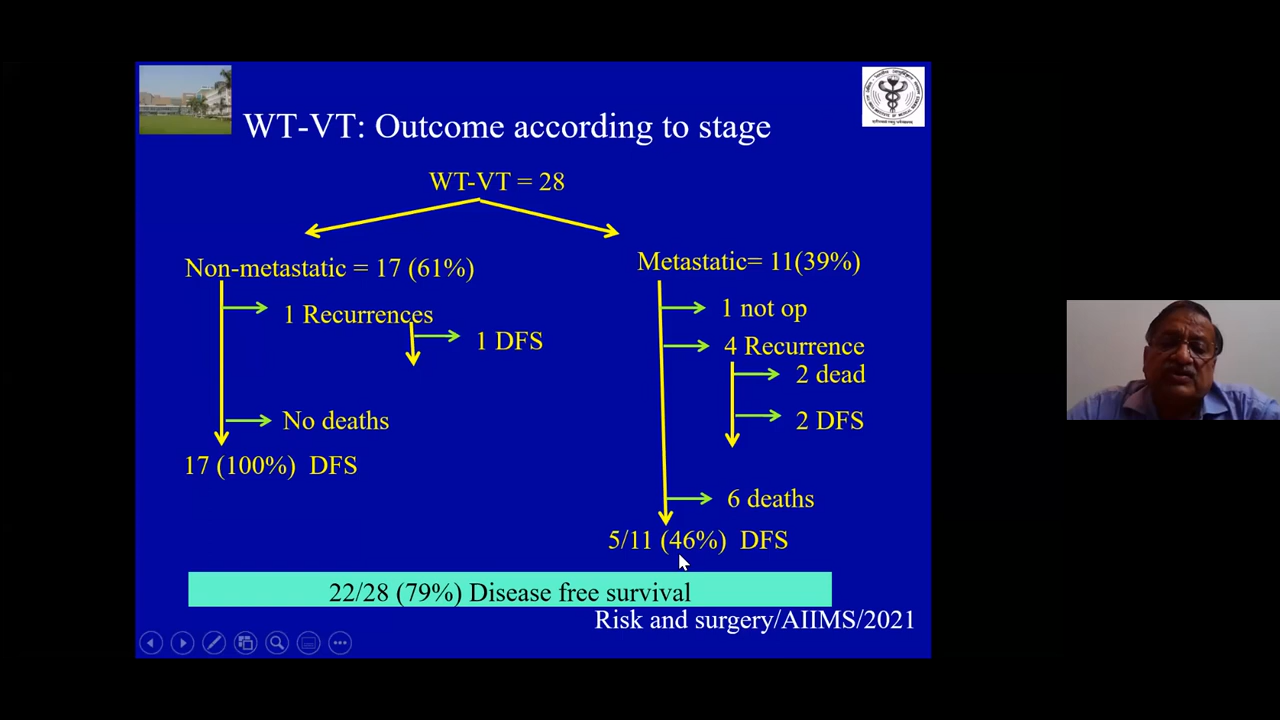 WT-VT: Outcome according to stage
WT-VT = 28
Non-metastatic = 17 (61%)
1 Recurrences
1 DFS
No deaths
17 (100%) DFS
Metastatic= 11(39%)
1 not op
4 Recurrence
2 dead
2 DFS
6 deaths
5/11 (46%) DFS
22/28 (79%) Disease free survival
Risk and surgery/AIIMS/2021